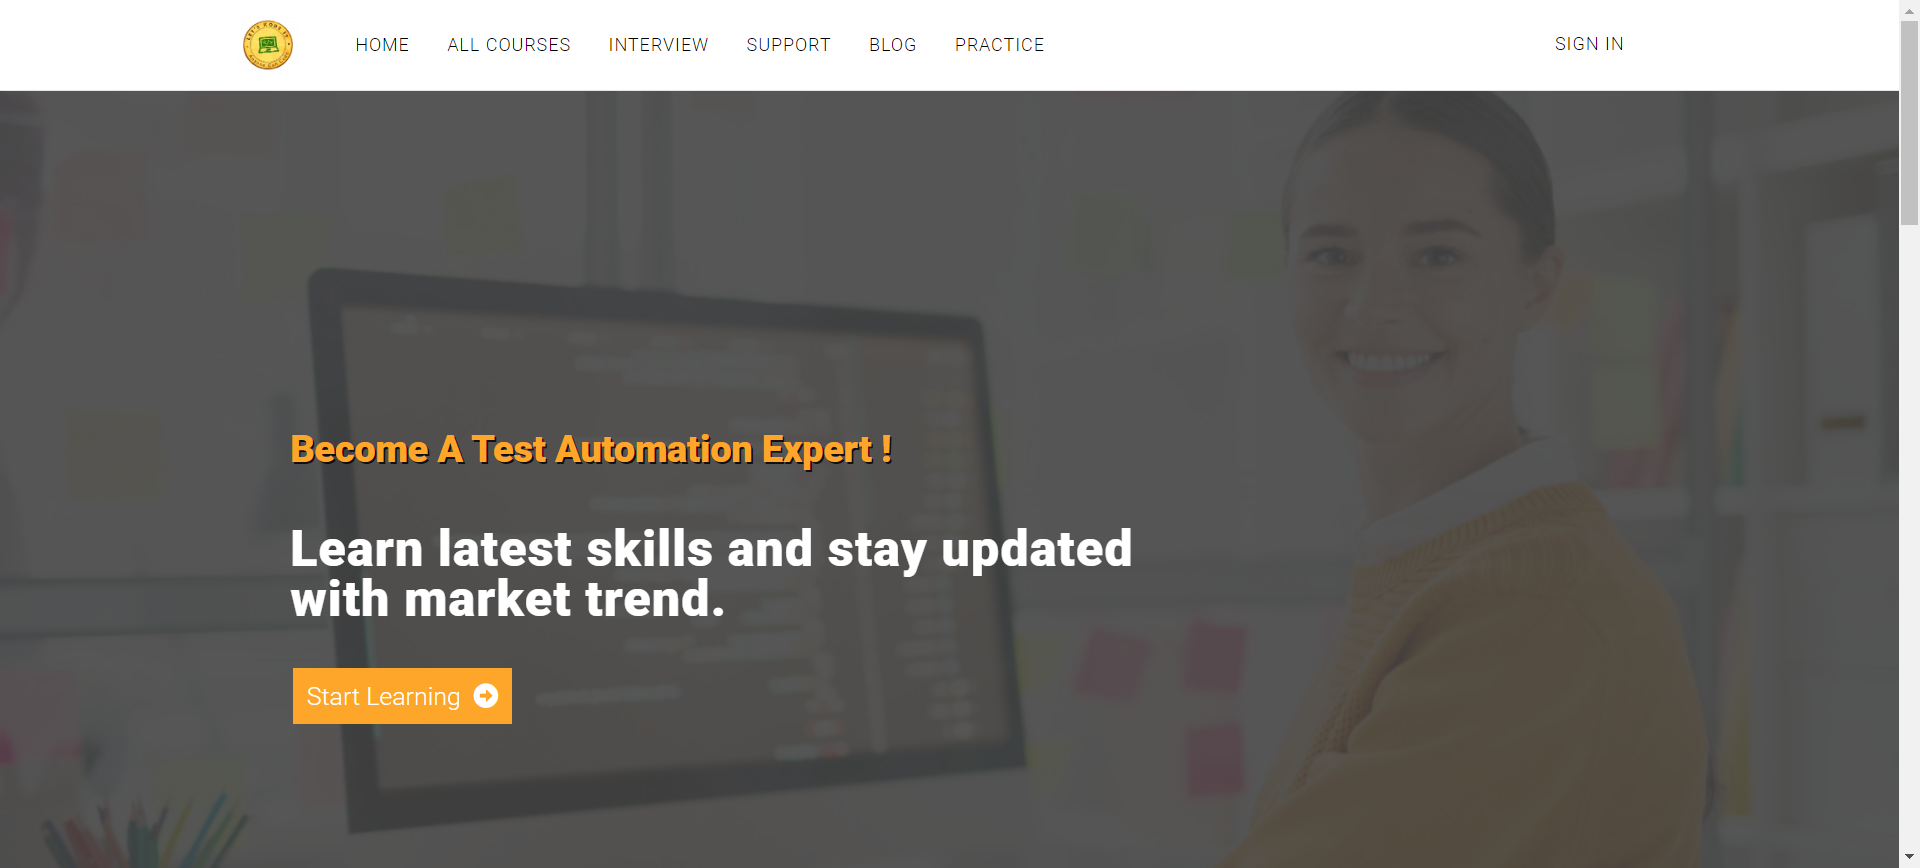 HOME ALL COURSES INTERVIEW SUPPORT BLOG PRACTICE SIGN IN
Become A Test Automation Expert !
Learn latest skills and stay updated
with market trend.
Start Learning